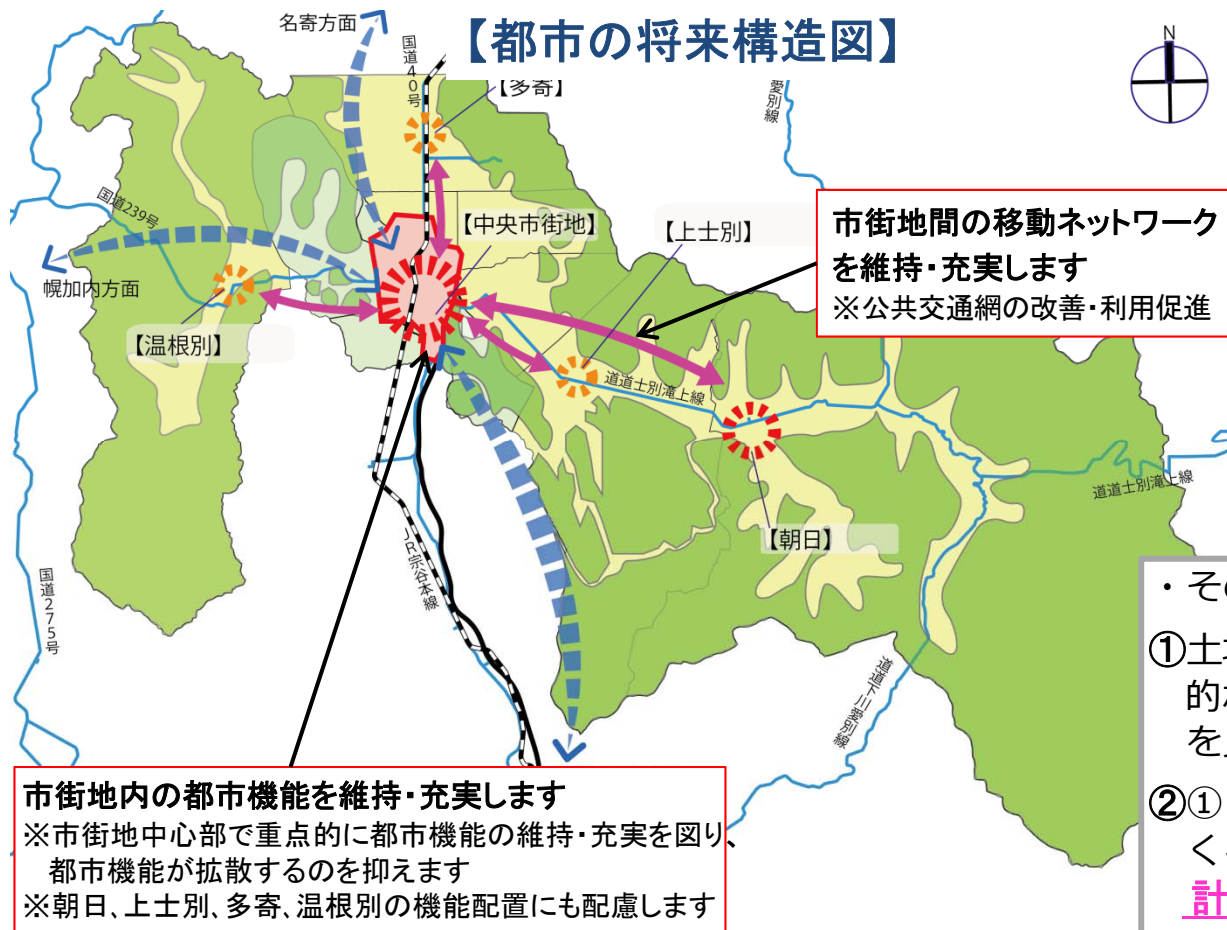 【都市の将来構造図】
名寄方面
国道40号
N
【多寄】
愛別線
国道239号
【中央市街地】
【上士別】
市街地間の移動ネットワーク
を維持・充実します
※公共交通網の改善・利用促進
幌加内方面
【温根別】
道道士別滝上線
道道士別滝上線
【朝日】
JR宗谷本線
国道275号
道道下川愛別線
市街地内の都市機能を維持・充実します
※市街地中心部で重点的に都市機能の維持・充実を図り、
都市機能が拡散するのを抑えます
※朝日、上士別、多寄、温根別の機能配置にも配慮します
・その
①土
的
を
②①
く
計